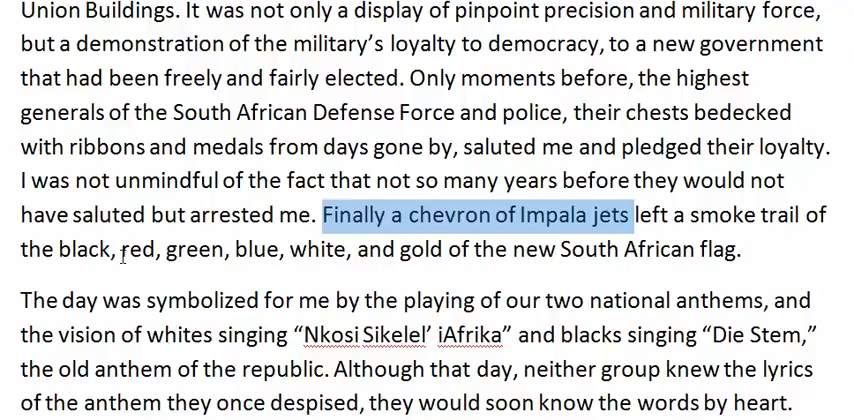 Union Buildings. It was not only a display of pinpoint precision and military force,
but a demonstration of the military's loyalty to democracy, to a new government
that had been freely and fairly elected. Only moments before, the highest
generals of the South African Defense Force and police, their chests bedecked
with ribbons and medals from days gone by, saluted me and pledged their loyalty.
I was not unmindful of the fact that not so many years before they would not
have saluted but arrested me. Finally a chevron of Impala jets left a smoke trail of
the black, red, green, blue, white, and gold of the new South African flag.
The day was symbolized for me by the playing of our two national anthems, and
the vision of whites singing “Nkosi Sikelel’ iAfrika” and blacks singing “Die Stem,”
the old anthem of the republic. Although that day, neither group knew the lyrics
of the anthem they once despised, they would soon know the words by heart.